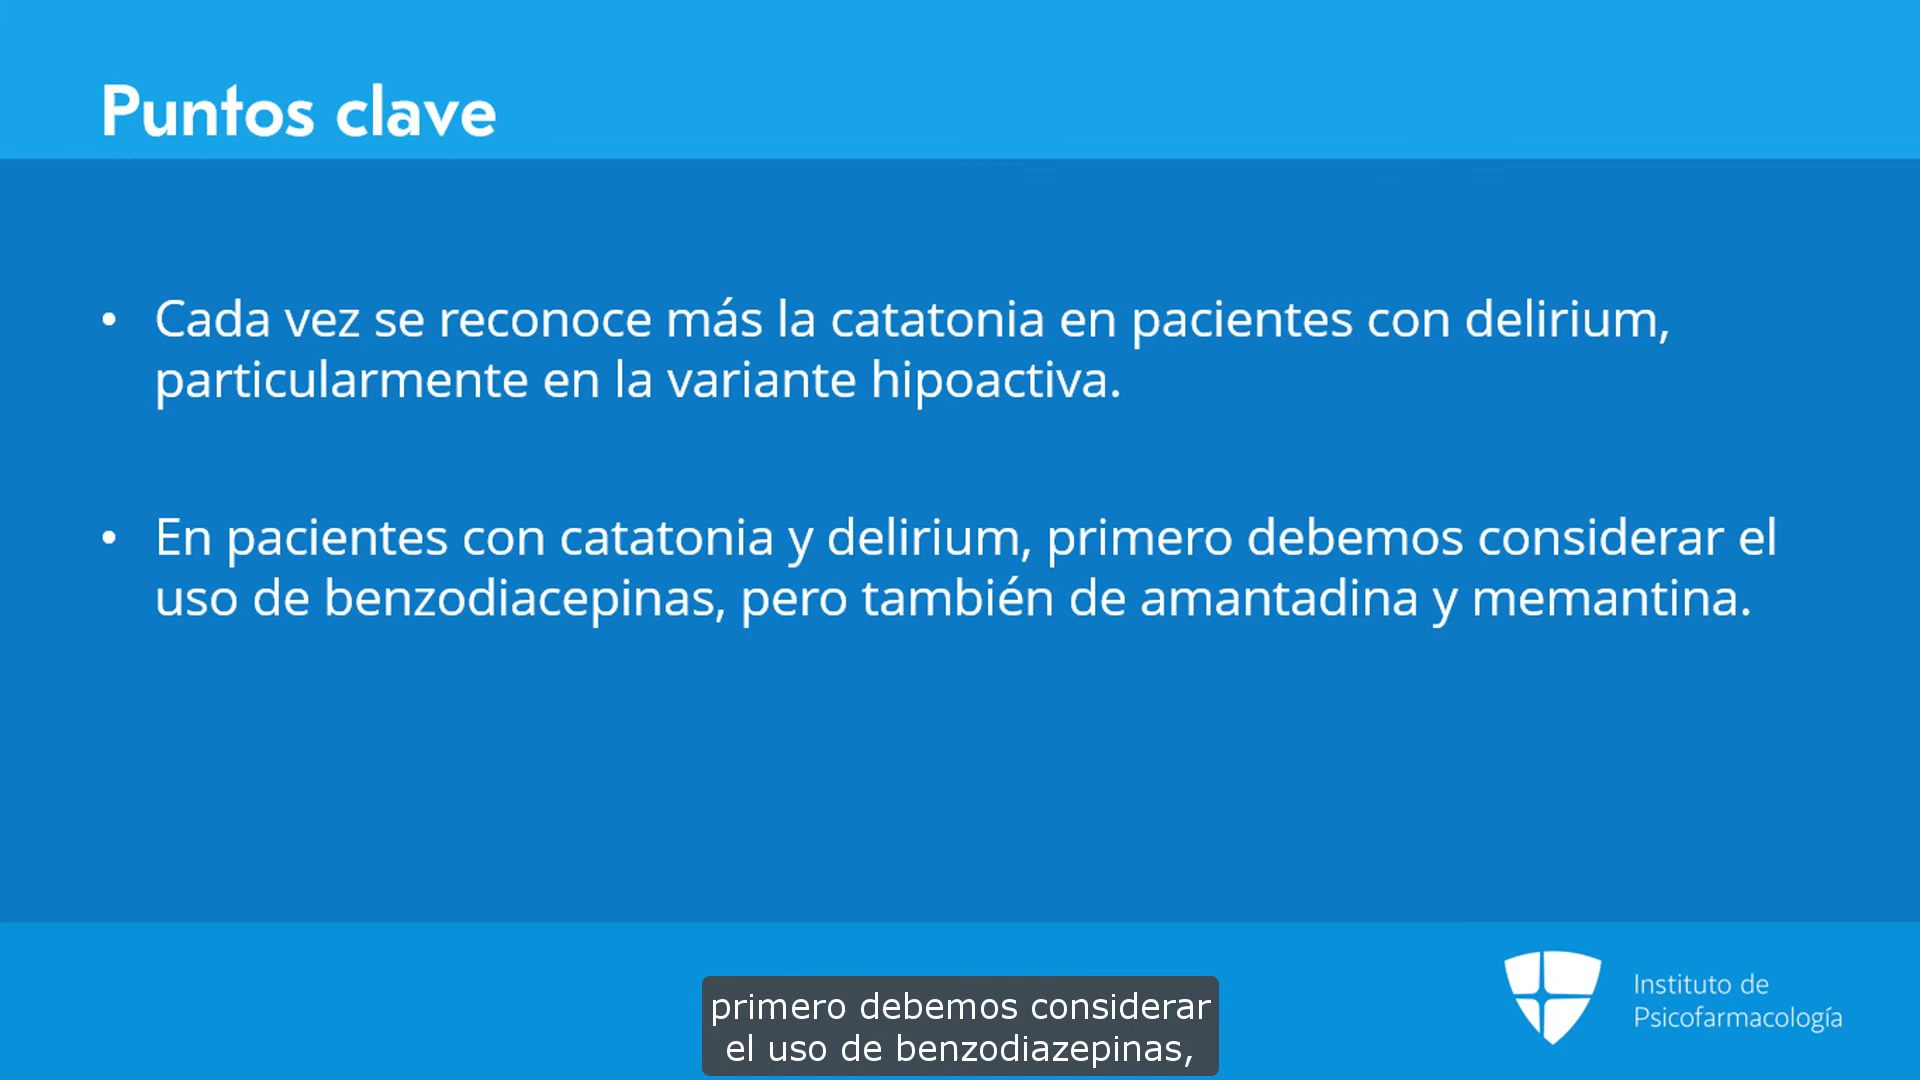 Puntos clave
• Cada vez se reconoce más la catatonia en pacientes con delirium,
particularmente en la variante hipoactiva.
• En pacientes con catatonia y delirium, primero debemos considerar el
uso de benzodiacepinas, pero también de amantadina y memantina.
primero debemos considerar
el uso de benzodiazepinas,
Instituto de
Psicofarmacología